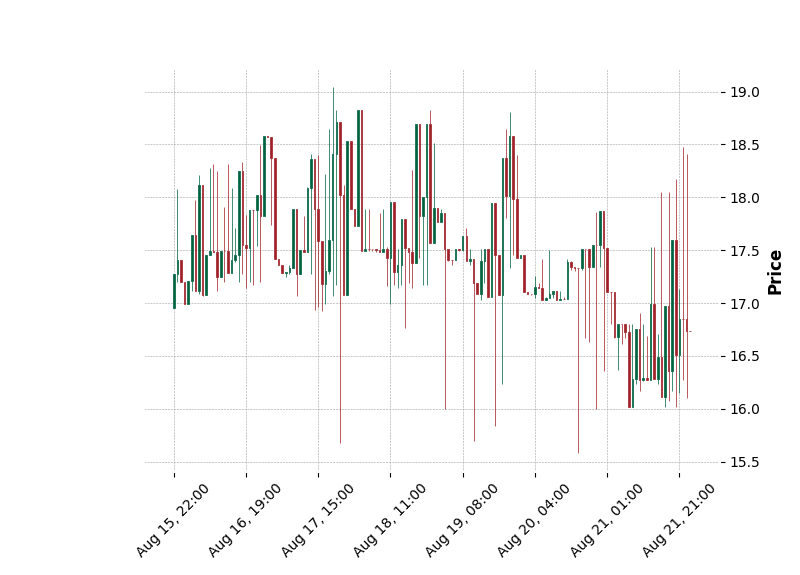 19.0
18.5
18.0
17.5
17.0
16.5
16.0
15.5
Price
Aug 15, 22:00
Aug 16, 19:00
Aug 17, 15:00
Aug 18, 11:00
Aug 19, 08:00
Aug 20, 04:00
Aug 21, 01:00
Aug 21, 21:00